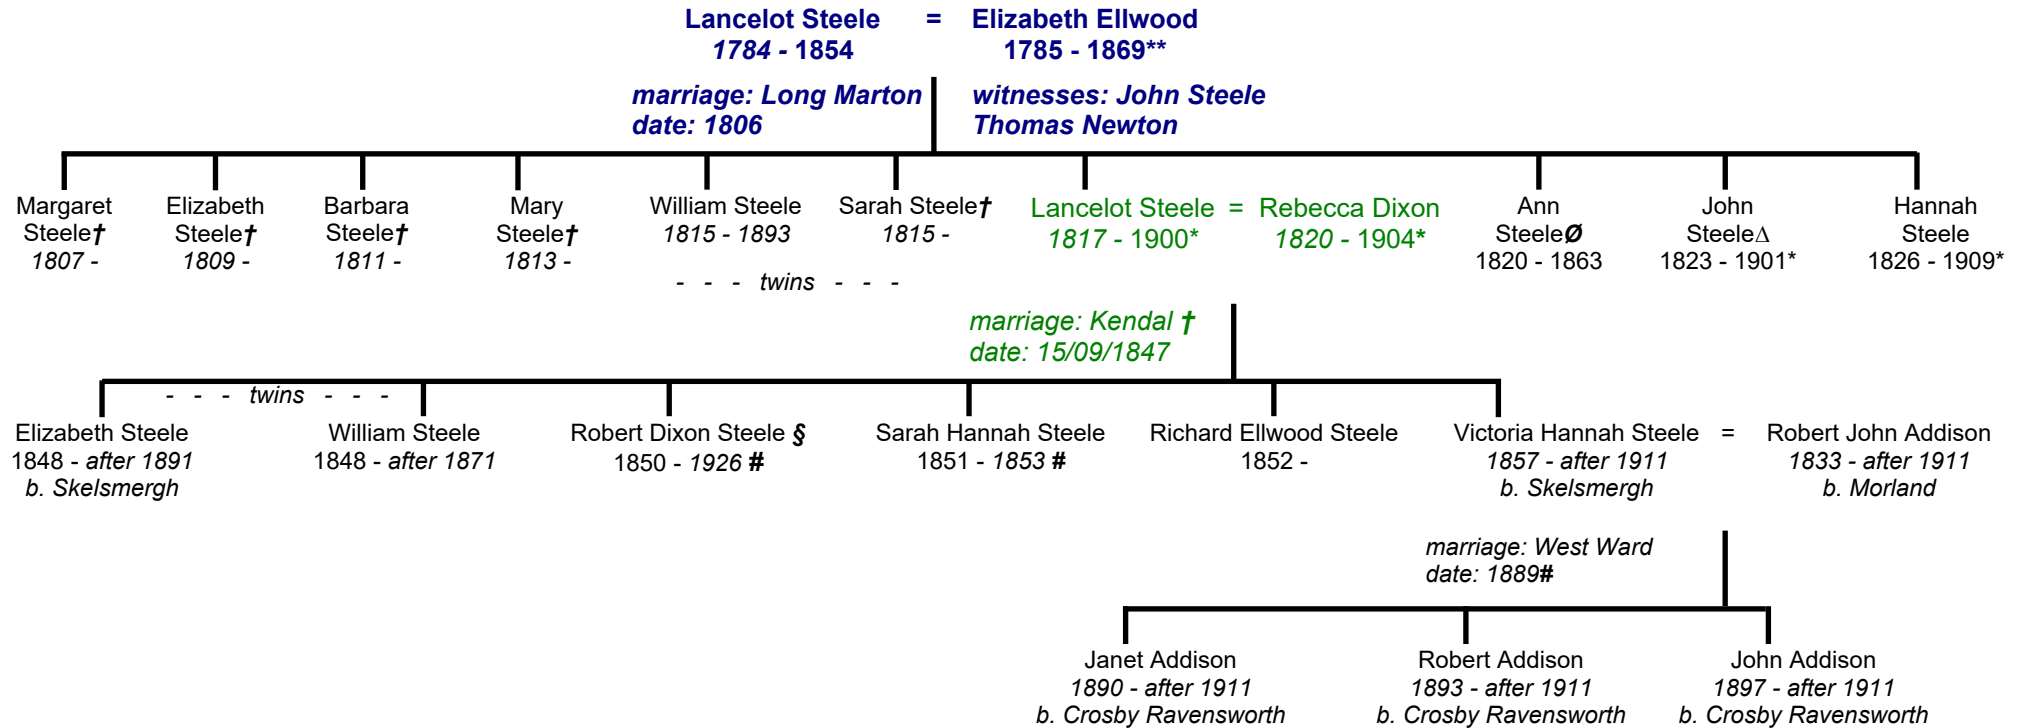 Lancelot Steele = Elizabeth Ellwood
1784 - 1854 1785 - 1869**
marriage: Long Marton witnesses: John Steele
date: 1806 Thomas Newton
Margaret
Steele†
1807 -
Elizabeth
Steele†
1809 -
Barbara
Steele†
1811 -
Mary
Steele†
1813 -
William Steele
1815 - 1893
Sarah Steele†
1815 -
- - - twins - - -
Lancelot Steele = Rebecca Dixon
1817 - 1900* 1820 - 1904*
Ann
SteeleØ
1820 - 1863
John
Steele∆
1823 - 1901*
Hannah
Steele
1826 - 1909*
marriage: Kendal †
date: 15/09/1847
- - - twins - - -
Elizabeth Steele
1848 - after 1891
b. Skelsmergh
William Steele
1848 - after 1871
Robert Dixon Steele §
1850 - 1926 #
Sarah Hannah Steele
1851 - 1853 #
Richard Ellwood Steele
1852 -
Victoria Hannah Steele = Robert John Addison
1857 - after 1911 1833 - after 1911
b. Skelsmergh b. Morland
marriage: West Ward
date: 1889#
Janet Addison
1890 - after 1911
b. Crosby Ravensworth
Robert Addison
1893 - after 1911
b. Crosby Ravensworth
John Addison
1897 - after 1911
b. Crosby Ravensworth